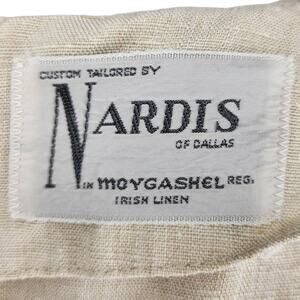 CUSTOM TAILORED BY
NARDIS
OF DALLAS
IN MOYGASHEL REG.
IRISH LINEN